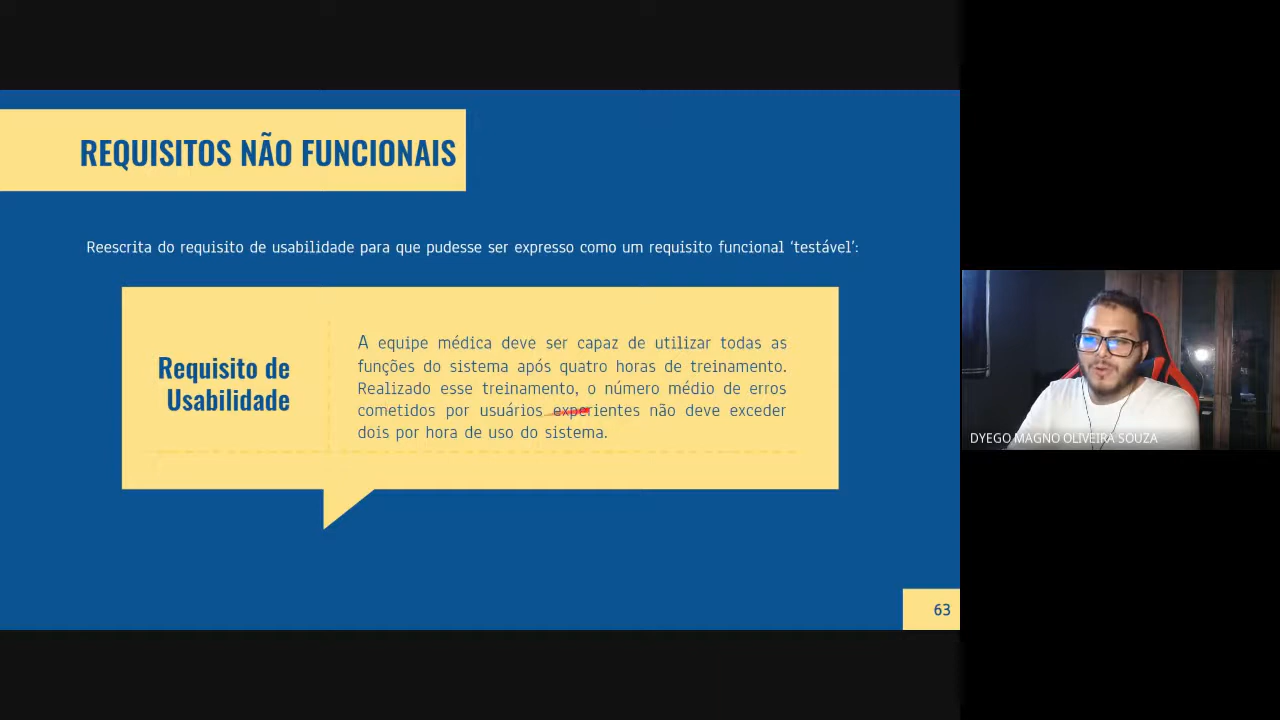 REQUISITOS NÃO FUNCIONAIS
Reescrita do requisito de usabilidade para que pudesse ser expresso como um requisito funcional ‘testável’:
Requisito de
Usabilidade
A equipe médica deve ser capaz de utilizar todas as
funções do sistema após quatro horas de treinamento.
Realizado esse treinamento, o número médio de erros
cometidos por usuários experientes não deve exceder
dois por hora de uso do sistema.
63
DYEGO MAGNO OLIVEIRA SOUZA